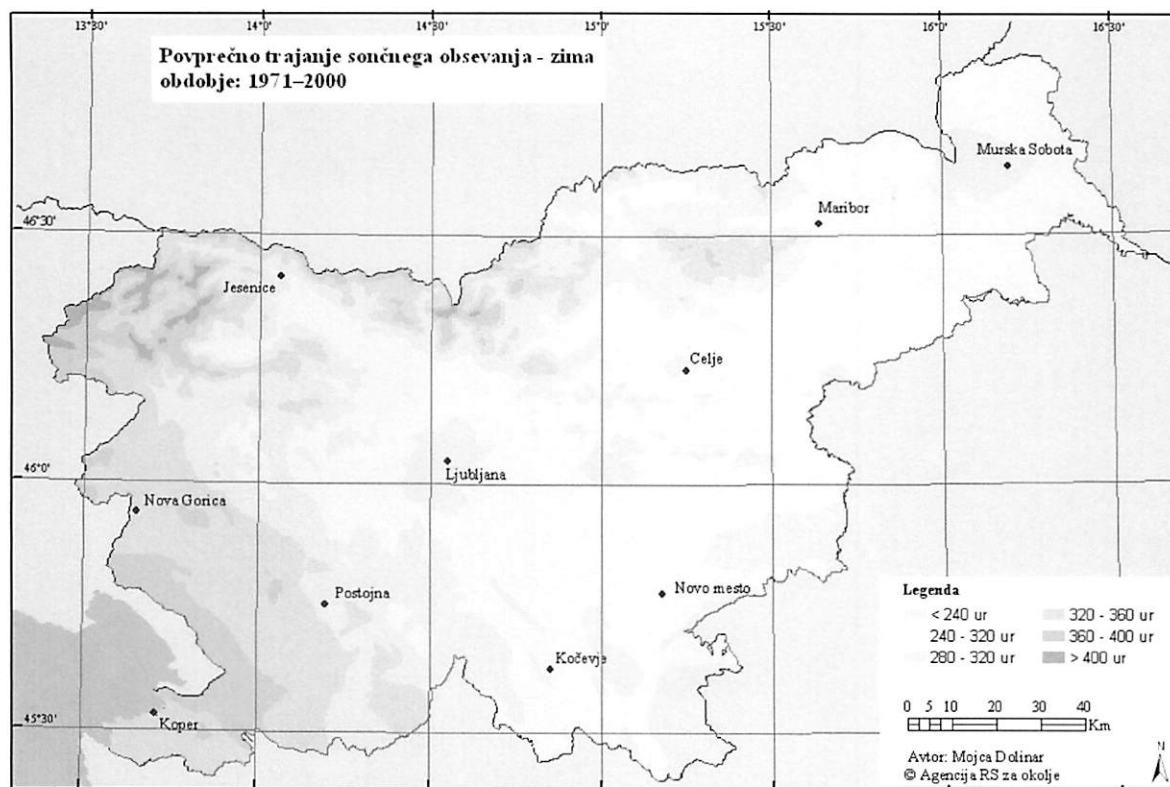 13°30'
14°0'
14°30'
15°0'
15°30'
16°0'
16°30'
Povprečno trajanje sončnega obsevanja - zima
obdobje: 1971–2000
Murska Sobota
Maribor
46°30'
Jesenice
Celje
Ljubljana
46°0'
Nova Gorica
Postojna
Novo mesto
Kočevje
45°30'
Koper
Legenda
< 240 ur
240 - 320 ur
280 - 320 ur
320 - 360 ur
360 - 400 ur
> 400 ur
0 5 10 20 30 40
Km
Avtor: Mojca Dolinar
© Agencija RS za okolje
N